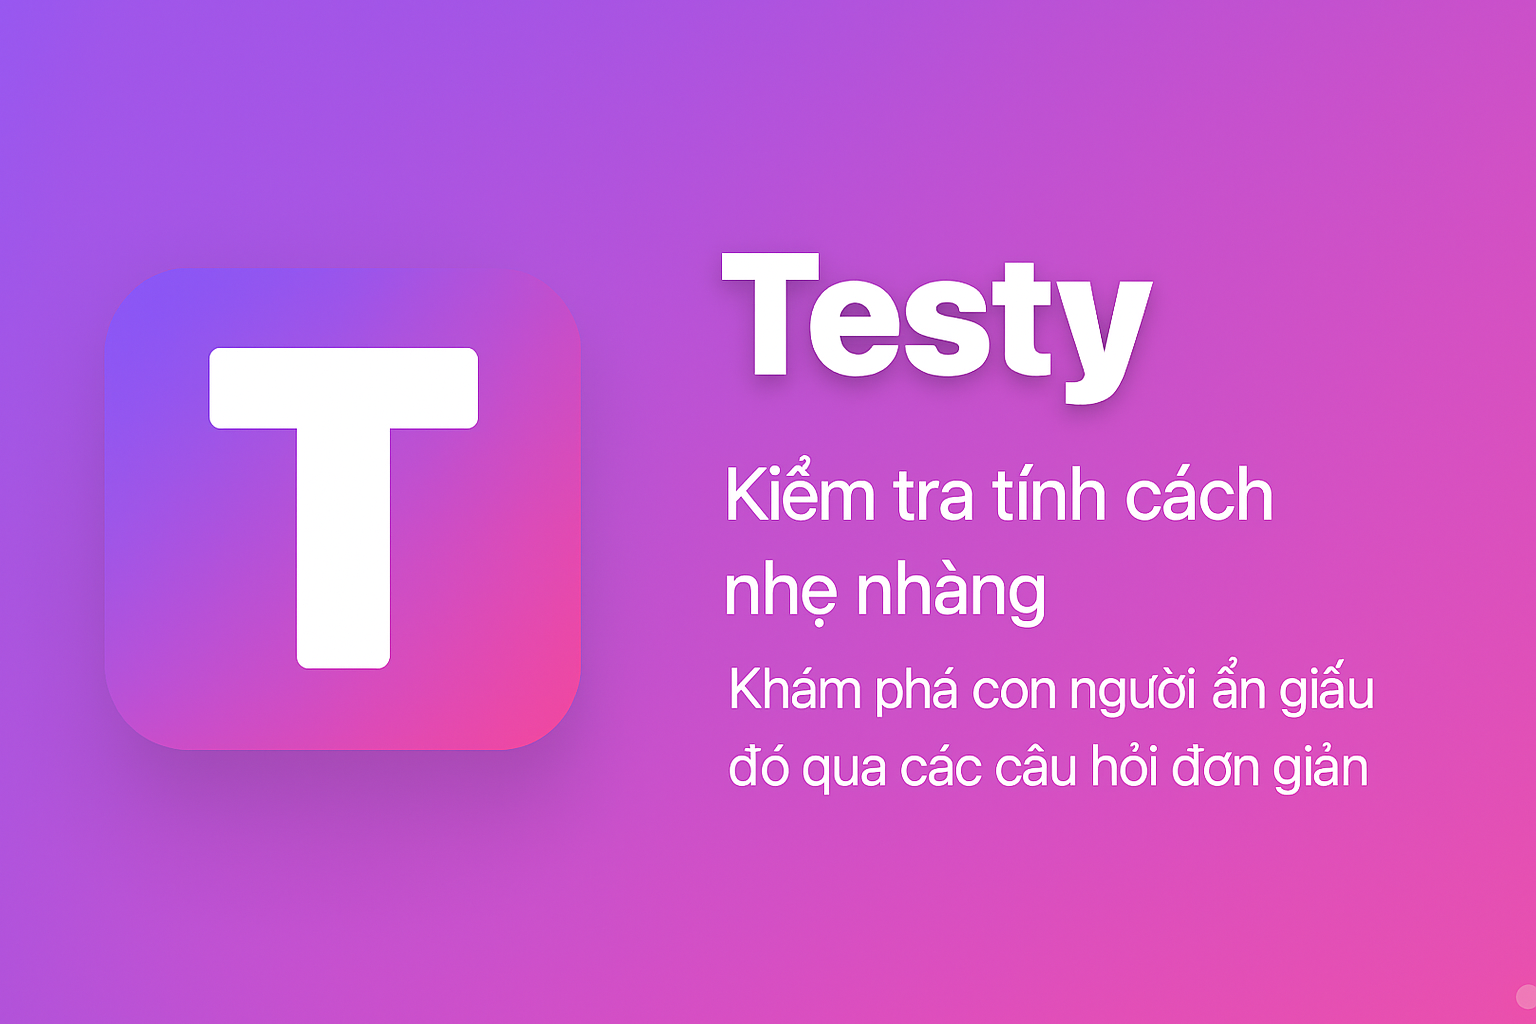 T
Testy
Kiểm tra tính cách
nhẹ nhàng
Khám phá con người ẩn giấu
đó qua các câu hỏi đơn giản